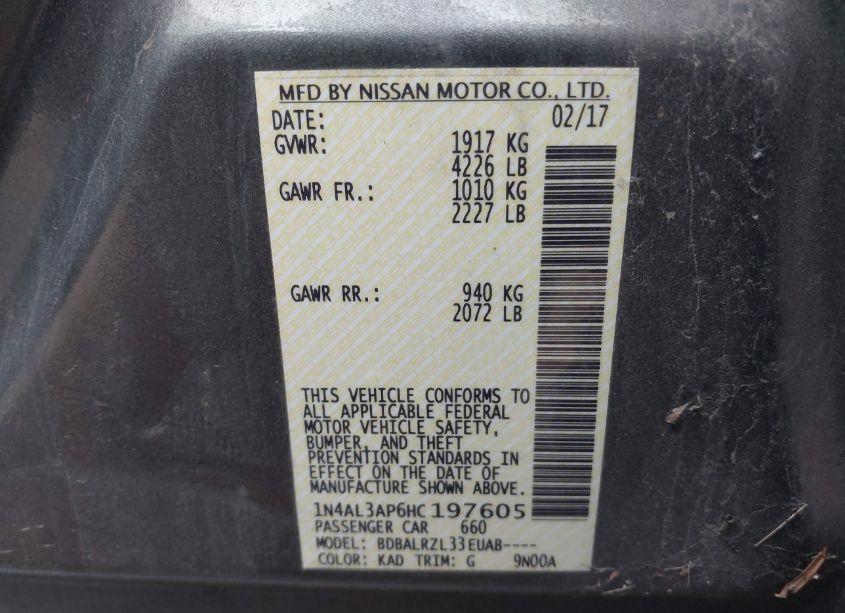 MFD BY NISSAN MOTOR CO., LTD.
DATE: 02/17
GVWR: 1917 KG
4226 LB
GAWR FR.: 1010 KG
2227 LB
GAWR RR.: 940 KG
2072 LB
THIS VEHICLE CONFORMS TO
ALL APPLICABLE FEDERAL
MOTOR VEHICLE SAFETY,
BUMPER, AND THEFT
PREVENTION STANDARDS IN
EFFECT ON THE DATE OF
MANUFACTURE SHOWN ABOVE.
1N4AL3AP6HC197605
PASSENGER CAR 660
MODEL: BDBALRZL33EUAB----
COLOR: KAD TRIM: G 9N00A